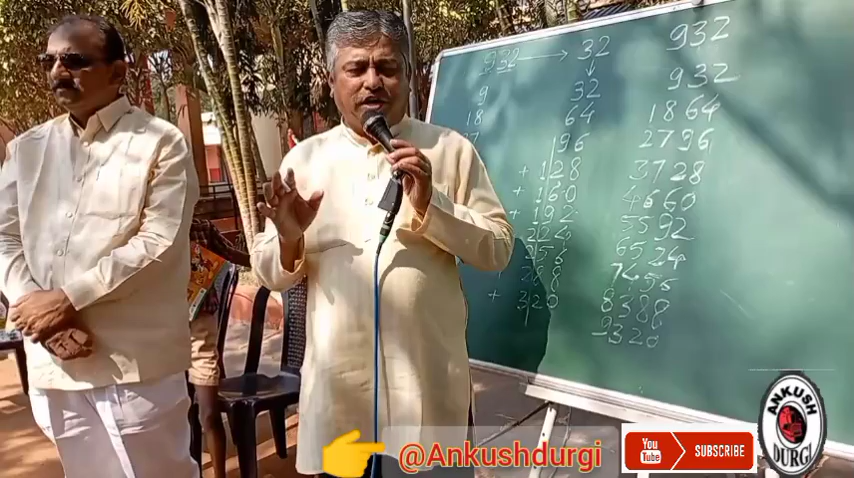 932 → 32 932
9 32 932
18 64 1864
27 96 2796
+ 128 3728
+ 160 4660
+ 192 5592
224 6524
256 7456
288 8388
+ 320 9320
@Ankushdurgi
You Tube SUBSCRIBE
ANKUSH
DURGI